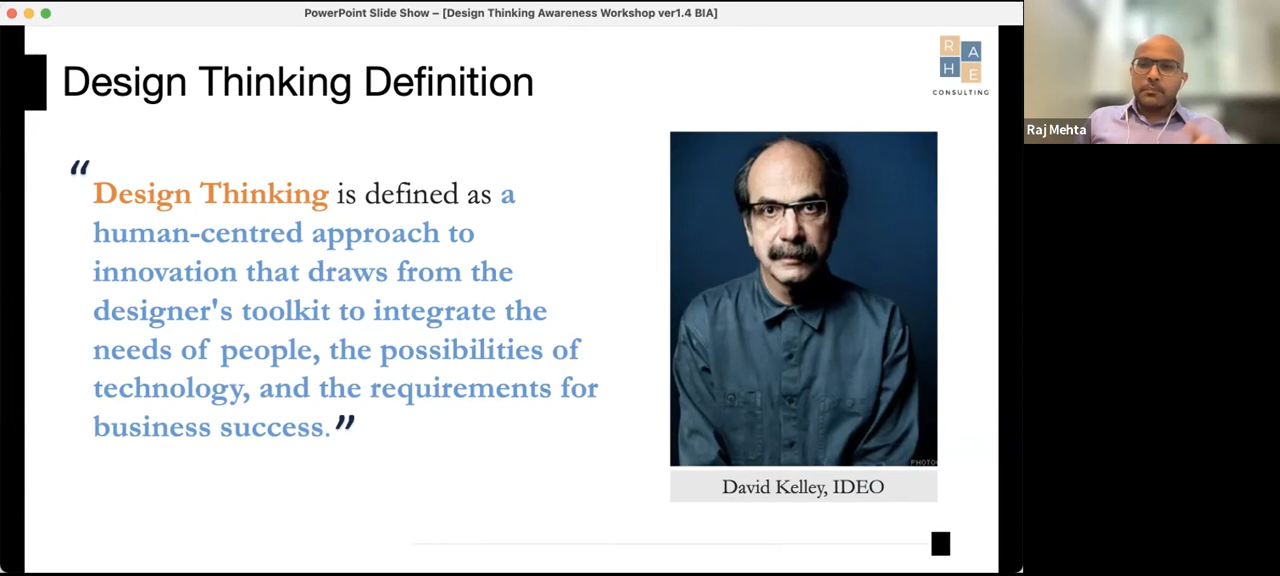 PowerPoint Slide Show – [Design Thinking Awareness Workshop ver1.4 BIA]
Design Thinking Definition
R A
H E
CONSULTING
“
Design Thinking is defined as a
human-centred approach to
innovation that draws from the
designer's toolkit to integrate the
needs of people, the possibilities of
technology, and the requirements for
business success.”
PHOTO
David Kelley, IDEO
Raj Mehta